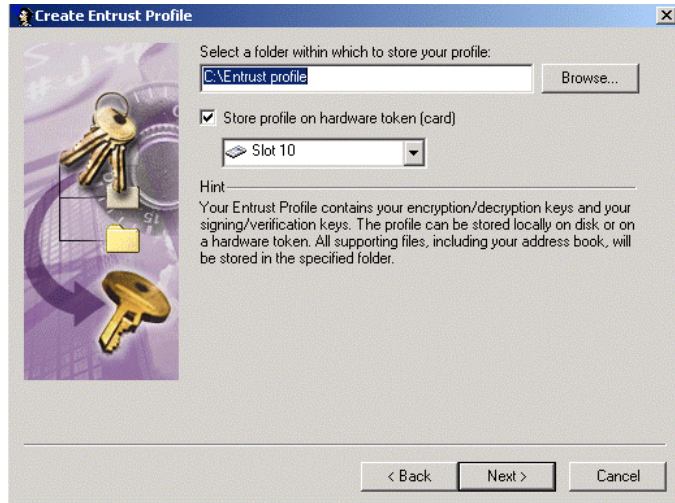 Create Entrust Profile
Select a folder within which to store your profile:
C:\Entrust profile
Browse...
Store profile on hardware token (card)
Slot 10
Hint
Your Entrust Profile contains your encryption/decryption keys and your
signing/verification keys. The profile can be stored locally on disk or on
a hardware token. All supporting files, including your address book, will
be stored in the specified folder.
< Back
Next >
Cancel